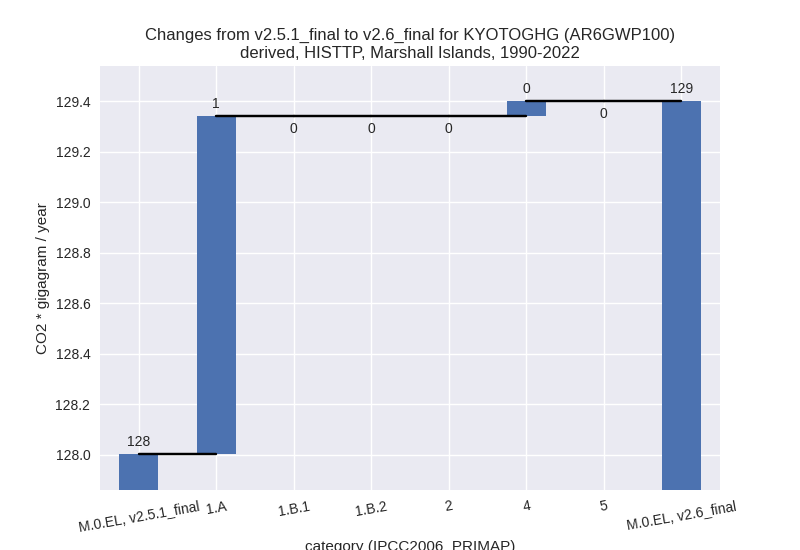 Changes from v2.5.1_final to v2.6_final for KYOTOGHG (AR6GWP100)
derived, HISTTP, Marshall Islands, 1990-2022
CO2 * gigagram / year
129.4
129.2
129.0
128.8
128.6
128.4
128.2
128.0
128
1
0
0
0
0
0
129
M.0.EL, v2.5.1_final
1.A
1.B.1
1.B.2
2
4
5
M.0.EL, v2.6_final
category (IPCC2006_PRIMAP)